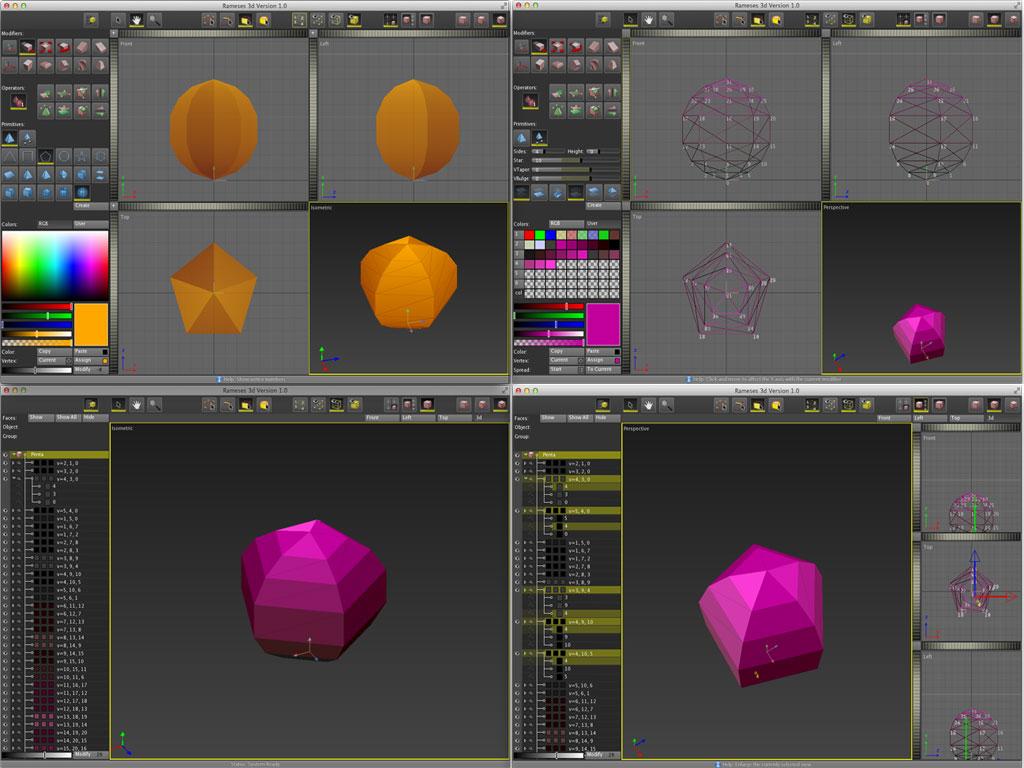 Rameses 3d Version 1.0
Modifiers:
Operators:
Primitives:
Create
Colors: RGB User
Color: Copy Paste
Vertex: Current Assign
Modify
Front
Left
Top
Isometric
Help: Show vertex numbers
Rameses 3d Version 1.0
Modifiers:
Operators:
Primitives:
Sides: Height:
Star:
VTaper:
VBulge:
Create
Colors: RGB User
Color: Copy Paste
Vertex: Current Assign
Spread: Start To Current
Front
Left
Top
Perspective
Help: Click and move to affect the X axis with the current modifier
Rameses 3d Version 1.0
Faces: Show Show All Hide
Front Left Top 3d
Object:
Group:
Isometric
Penta
v=2, 1, 0
v=3, 2, 0
v=4, 3, 0
4
3
0
v=5, 4, 0
v=1, 5, 0
v=1, 6, 7
v=1, 7, 2
v=2, 7, 8
v=2, 8, 3
v=3, 8, 9
v=3, 9, 4
v=4, 9, 10
v=4, 10, 5
v=5, 10, 6
v=5, 6, 1
v=6, 11, 12
v=6, 12, 7
v=7, 12, 13
v=7, 13, 8
v=8, 13, 14
v=8, 14, 9
v=9, 14, 15
v=9, 15, 10
v=10, 15, 11
v=10, 11, 6
v=11, 16, 17
v=11, 17, 12
v=12, 17, 18
v=12, 18, 13
v=13, 18, 19
v=13, 19, 14
v=14, 19, 20
v=14, 20, 15
v=15, 20, 16
Modify
Status: System Ready
Rameses 3d Version 1.0
Faces: Show Show All Hide
Front Left Top 3d
Object:
Group:
Perspective
Penta
v=2, 1, 0
v=3, 2, 0
v=4, 3, 0
4
3
0
v=5, 4, 0
5
4
0
v=1, 5, 0
v=1, 6, 7
v=1, 7, 2
v=2, 7, 8
v=2, 8, 3
v=3, 8, 9
v=3, 9, 4
3
9
4
v=4, 9, 10
4
9
10
v=4, 10, 5
4
10
5
v=5, 10, 6
v=5, 6, 1
v=6, 11, 12
v=6, 12, 7
v=7, 12, 13
v=7, 13, 8
v=8, 13, 14
v=8, 14, 9
v=9, 14, 15
Modify
Front
Top
Left
Help: Enlarge the currently selected view